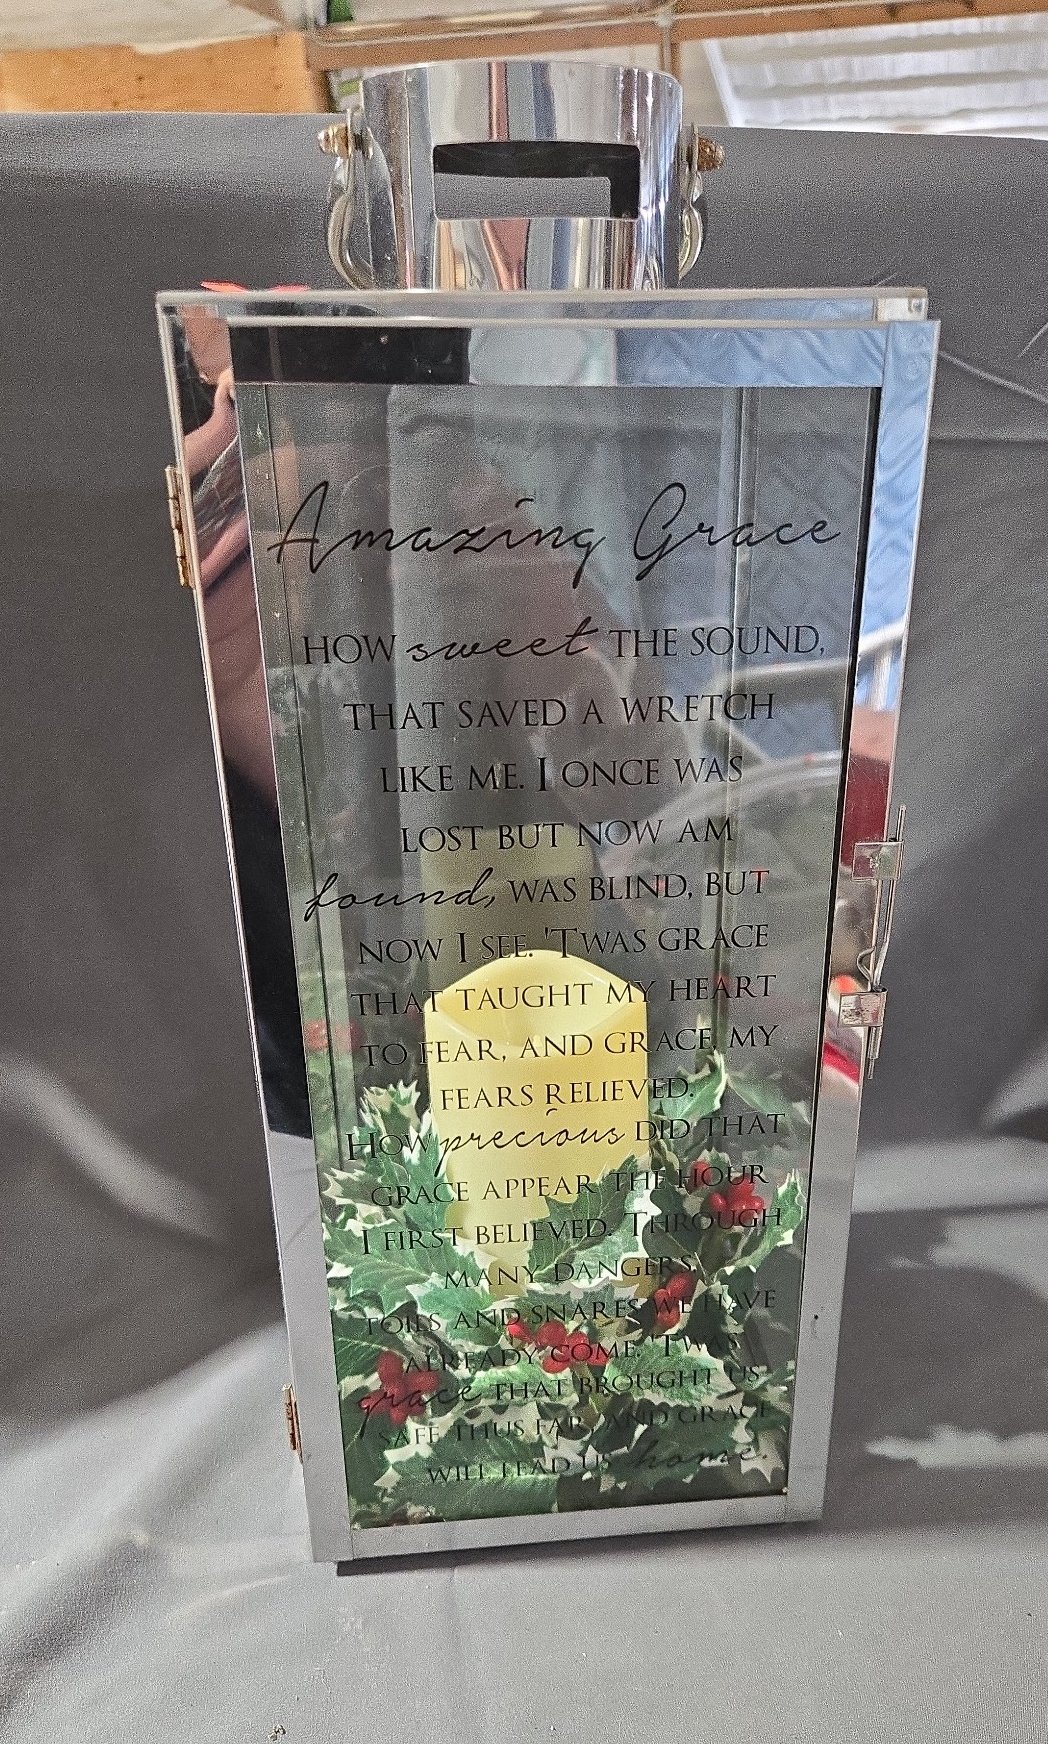 Amazing Grace
HOW sweet THE SOUND,
THAT SAVED A WRETCH
LIKE ME. I ONCE WAS
LOST BUT NOW AM
found, WAS BLIND, BUT
NOW I SEE. 'TWAS GRACE
THAT TAUGHT MY HEART
TO FEAR, AND GRACE, MY
FEARS RELIEVED.
HOW precious DID THAT
GRACE APPEAR THE HOUR
I FIRST BELIEVED. THROUGH
MANY DANGERS,
TOILS AND SNARES WE HAVE
ALREADY COME. 'TWAS
grace THAT BROUGHT US
SAFE THUS FAR, AND GRACE
WILL LEAD US home.